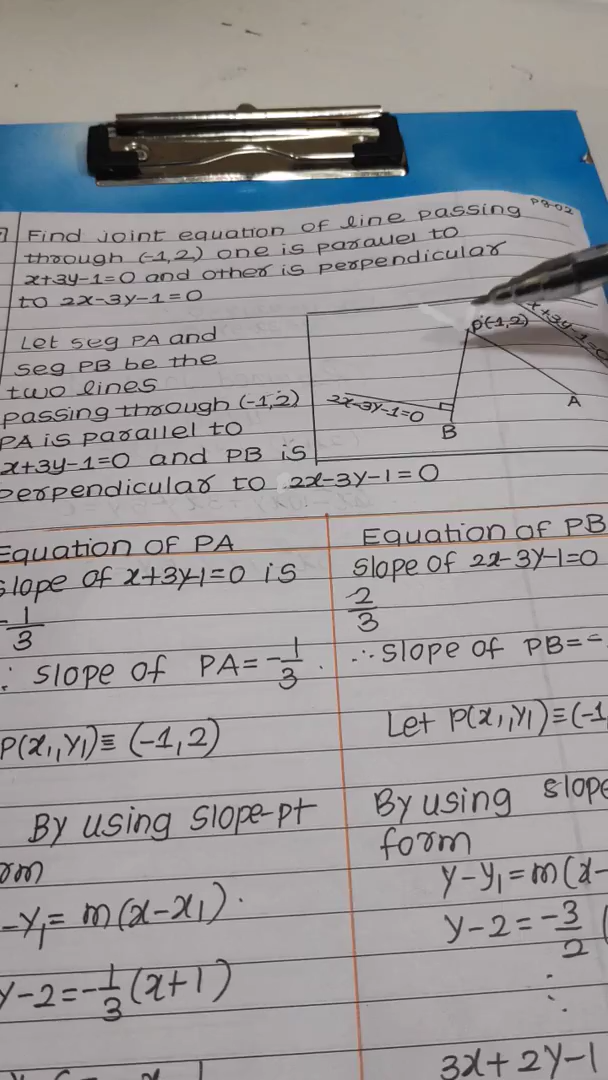 PG-02
Find joint equation of line passing
through (-1,2) one is parallel to
x+3y-1=0 and other is perpendicular
to 2x-3y-1=0
Let seg PA and
seg PB be the
two lines
passing through (-1,2)
PA is parallel to
x+3y-1=0 and PB is
perpendicular to 2x-3y-1=0
P(-1,2)
x+3y-1=0
2x-3y-1=0
B
A
Equation of PA
slope of x+3y-1=0 is
-1/3
∴ slope of PA=-1/3.
P(x₁,y₁)≡(-1,2)
By using slope-pt
-y₁=m(x-x₁).
y-2=-1/3(x+1)
Equation of PB
slope of 2x-3y-1=0
2/3
∴ slope of PB=
Let P(x₁,y₁)≡(-1,
By using slope
form
y-y₁=m(x-
y-2=-3/2(
3x+2y-1